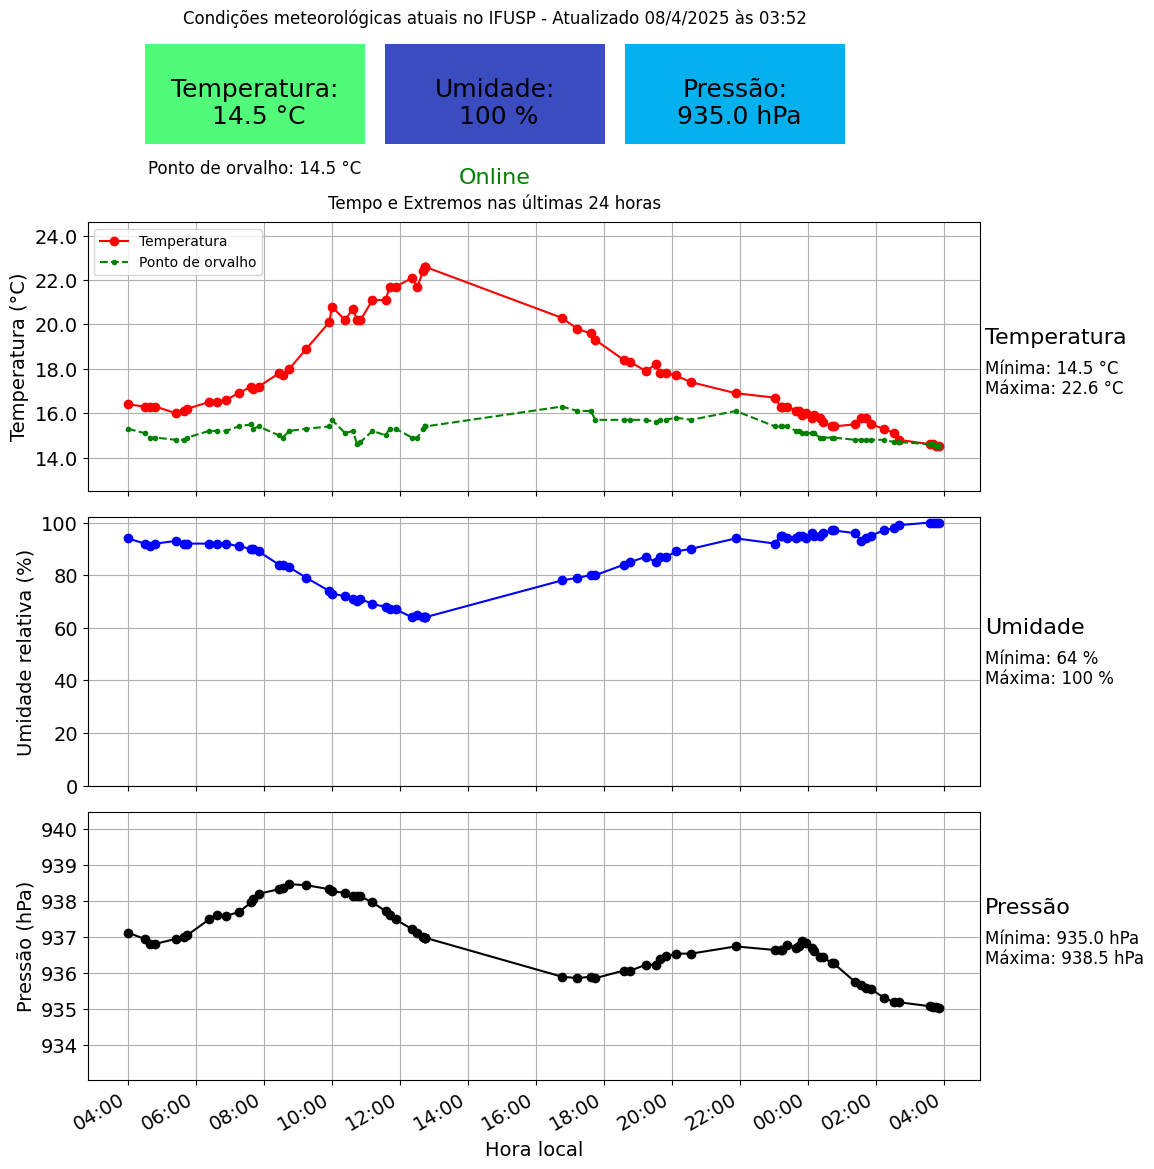 Condições meteorológicas atuais no IFUSP - Atualizado 08/4/2025 às 03:52
Temperatura:
14.5 °C
Umidade:
100 %
Pressão:
935.0 hPa
Ponto de orvalho: 14.5 °C
Online
Tempo e Extremos nas últimas 24 horas
Temperatura (°C)
24.0
22.0
20.0
18.0
16.0
14.0
Temperatura
Ponto de orvalho
Temperatura
Mínima: 14.5 °C
Máxima: 22.6 °C
Umidade relativa (%)
100
80
60
40
20
0
Umidade
Mínima: 64 %
Máxima: 100 %
Pressão (hPa)
940
939
938
937
936
935
934
Pressão
Mínima: 935.0 hPa
Máxima: 938.5 hPa
04:00 06:00 08:00 10:00 12:00 14:00 16:00 18:00 20:00 22:00 00:00 02:00 04:00
Hora local